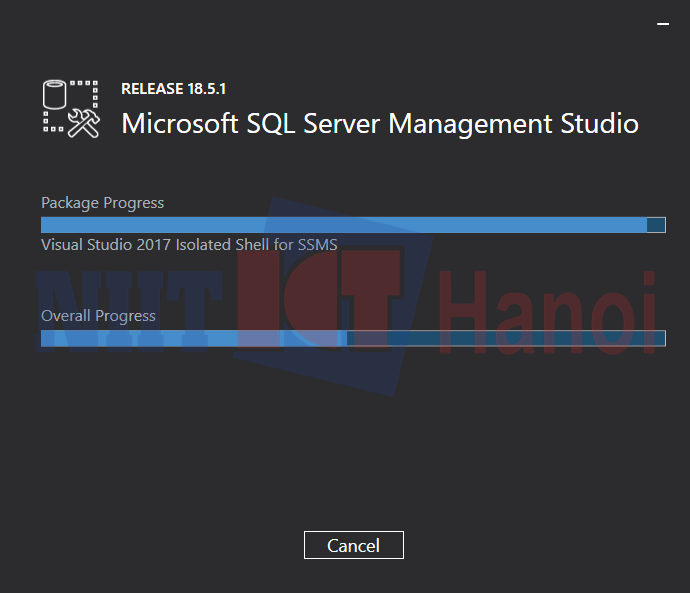 RELEASE 18.5.1
Microsoft SQL Server Management Studio
Package Progress
Visual Studio 2017 Isolated Shell for SSMS
NIIT ICT Hanoi
Overall Progress
Cancel